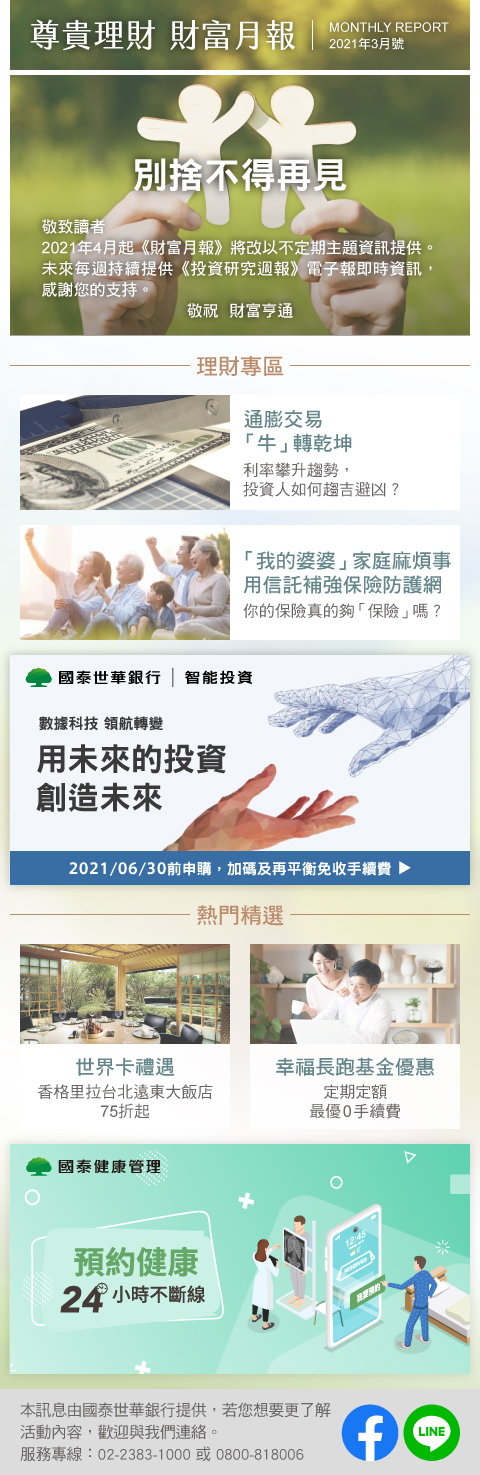 尊貴理財 財富月報
MONTHLY REPORT
2021年3月號
別捨不得再見
敬致讀者
2021年4月起《財富月報》將改以不定期主題資訊提供。
未來每週持續提供《投資研究週報》電子報即時資訊，
感謝您的支持。
敬祝 財富亨通
理財專區
通膨交易
「牛」轉乾坤
利率攀升趨勢，
投資人如何趨吉避凶？
「我的婆婆」家庭麻煩事
用信託補強保險防護網
你的保險真的夠「保險」嗎？
國泰世華銀行｜智能投資
數據科技 領航轉變
用未來的投資
創造未來
2021/06/30前申購，加碼及再平衡免收手續費 ▶
熱門精選
世界卡禮遇
香格里拉台北遠東大飯店
75折起
幸福長跑基金優惠
定期定額
最優0手續費
國泰健康管理
預約健康
24小時不斷線
12:45
我要預約
本訊息由國泰世華銀行提供，若您想要更了解
活動內容，歡迎與我們連絡。
服務專線：02-2383-1000 或 0800-818006
LINE